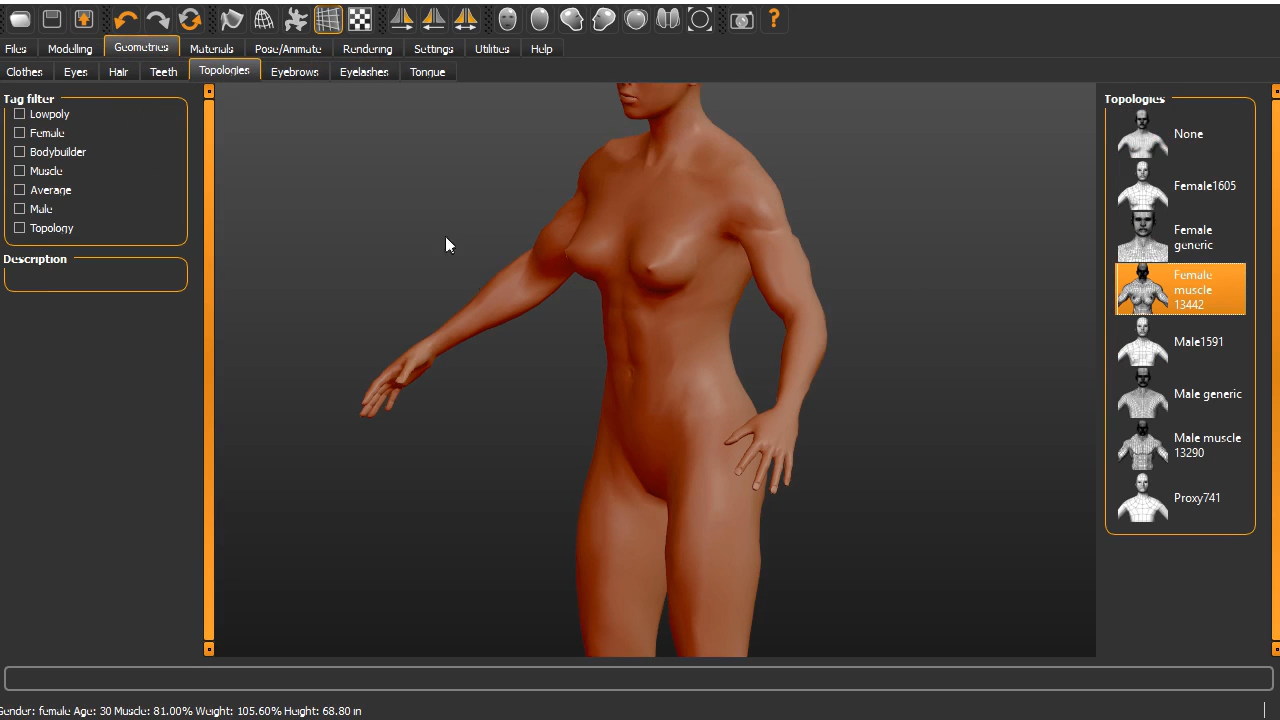 Files Modelling Geometries Materials Pose/Animate Rendering Settings Utilities Help
Clothes Eyes Hair Teeth Topologies Eyebrows Eyelashes Tongue
Tag filter
Lowpoly
Female
Bodybuilder
Muscle
Average
Male
Topology
Description
Topologies
None
Female1605
Female
generic
Female
muscle
13442
Male1591
Male generic
Male muscle
13290
Proxy741
Gender: female Age: 30 Muscle: 81.00% Weight: 105.60% Height: 68.80 in